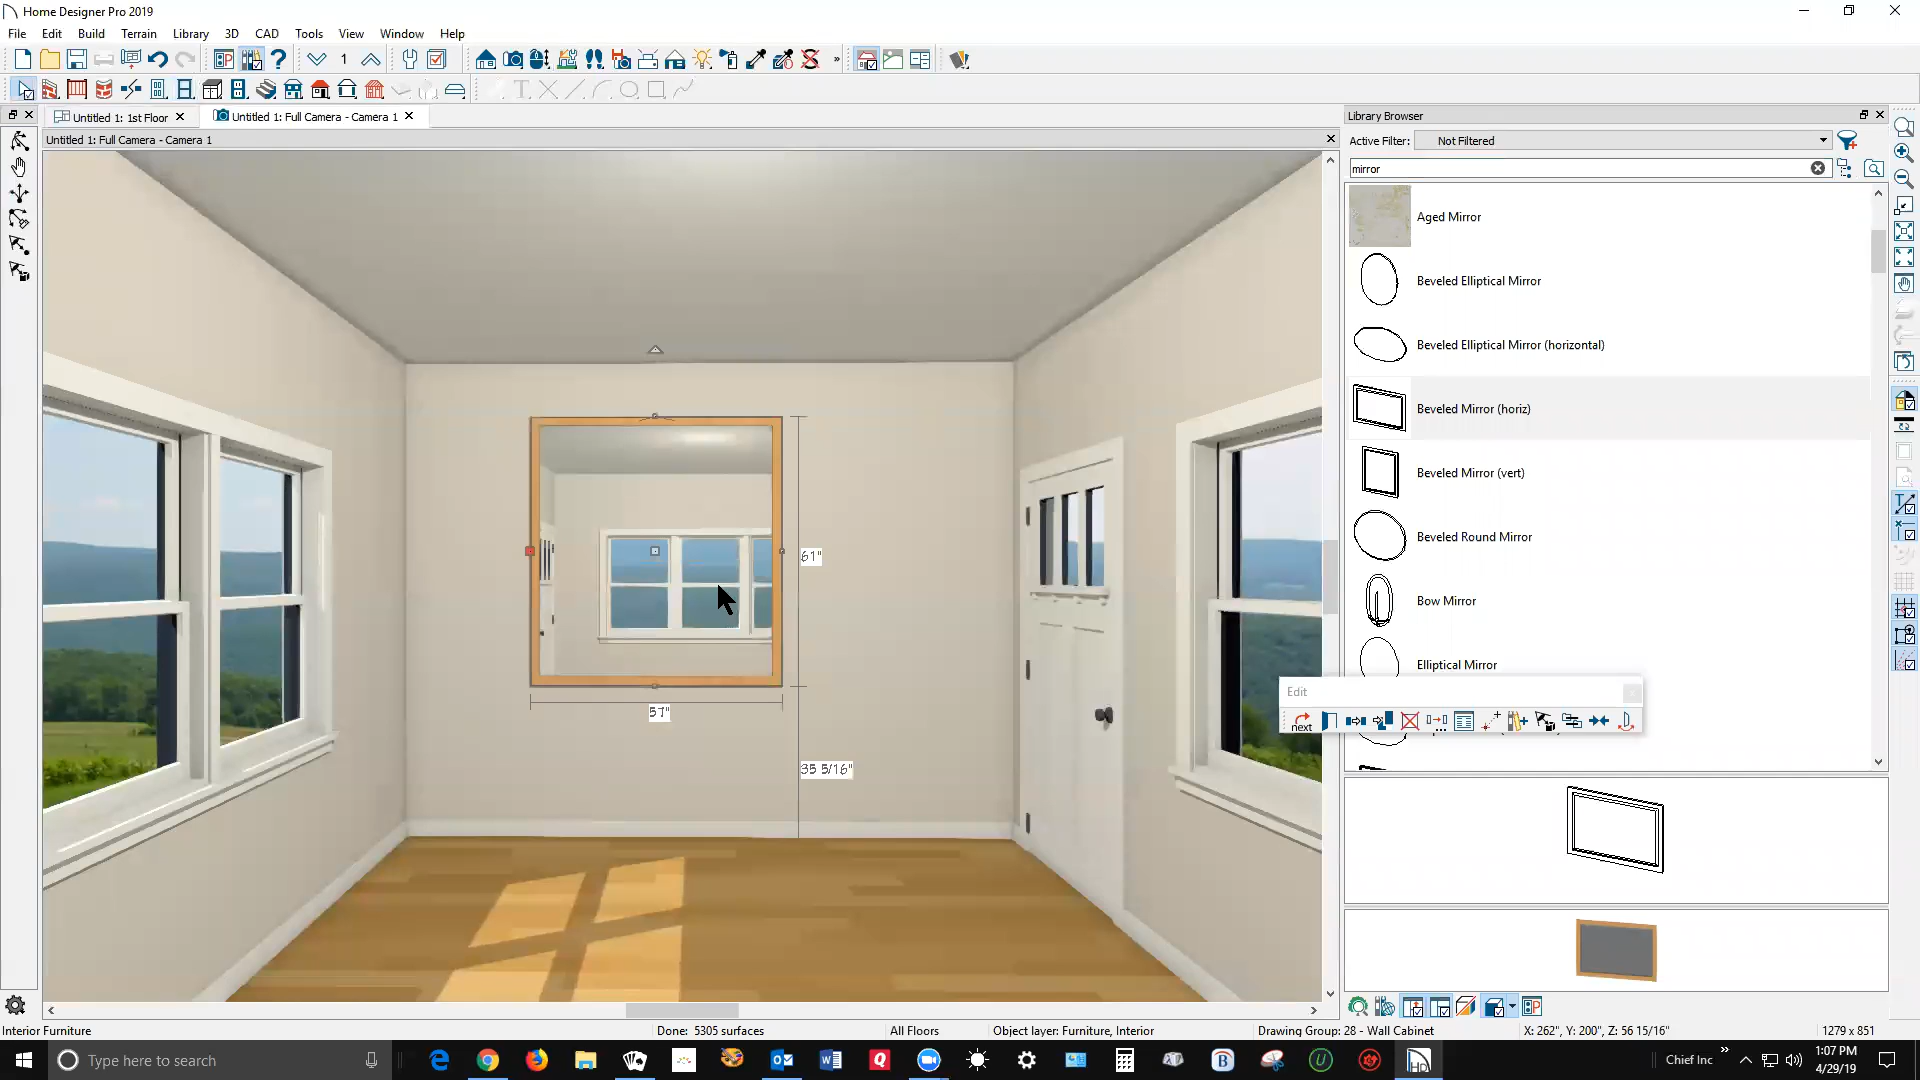 Home Designer Pro 2019
File Edit Build Terrain Library 3D CAD Tools Window View Window Help
1
Untitled 1: 1st Floor
Untitled 1: Full Camera - Camera 1
Untitled 1: Full Camera - Camera 1
61"
57"
35 5/16"
Library Browser
Active Filter: Not Filtered
mirror
Aged Mirror
Beveled Elliptical Mirror
Beveled Elliptical Mirror (horizontal)
Beveled Mirror (horiz)
Beveled Mirror (vert)
Beveled Round Mirror
Bow Mirror
Elliptical Mirror
Edit
next
Interior Furniture
Done: 5305 surfaces
All Floors
Object layer: Furniture, Interior
Drawing Group: 28 - Wall Cabinet
X: 262", Y: 200", Z: 56 15/16"
1279 x 851
Type here to search
Chief Inc
1:07 PM
4/29/19